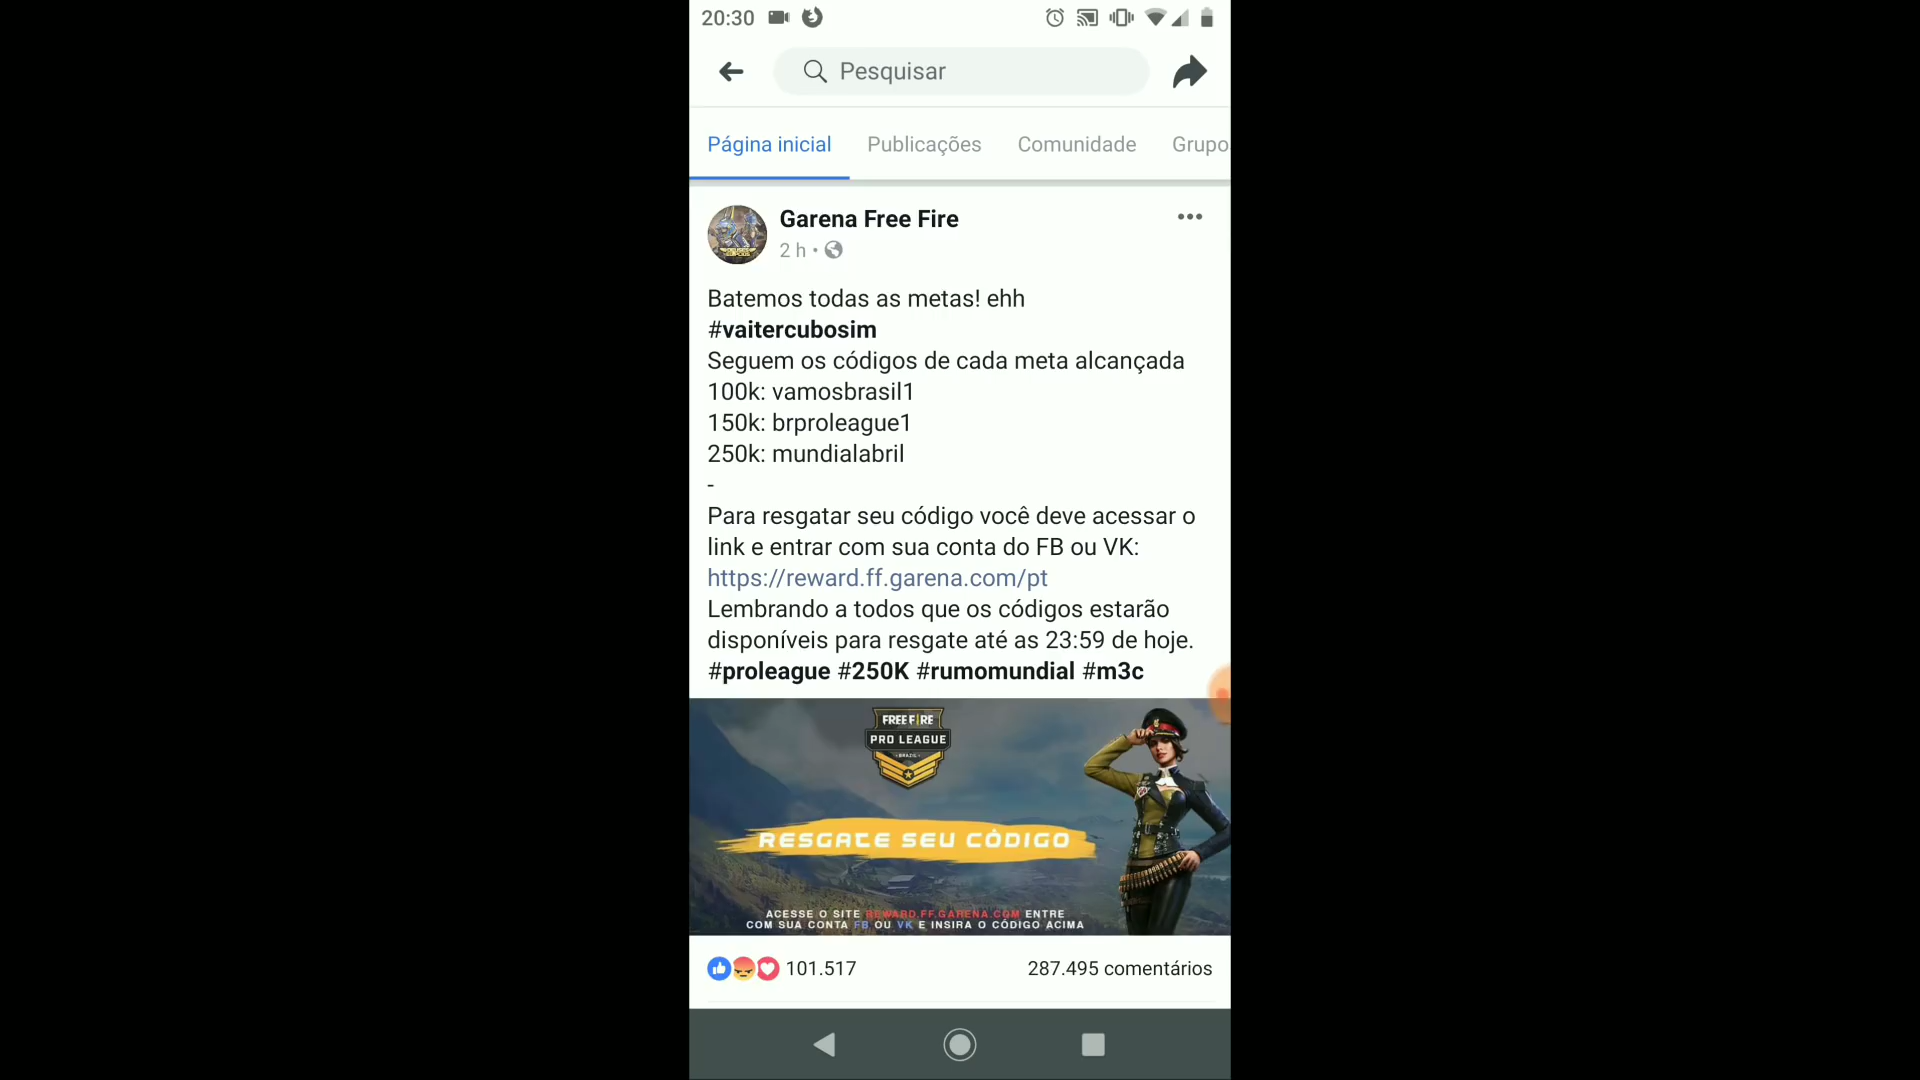 20:30
Pesquisar
Página inicial Publicações Comunidade Grupo
Garena Free Fire
2 h •
Batemos todas as metas! ehh
#vaitercubosim
Seguem os códigos de cada meta alcançada
100k: vamosbrasil1
150k: brproleague1
250k: mundialabril
-
Para resgatar seu código você deve acessar o
link e entrar com sua conta do FB ou VK:
https://reward.ff.garena.com/pt
Lembrando a todos que os códigos estarão
disponíveis para resgate até as 23:59 de hoje.
#proleague #250K #rumomundial #m3c
FREE FIRE
PRO LEAGUE
BRAZIL
RESGATE SEU CÓDIGO
ACESSE O SITE REWARD.FF.GARENA.COM ENTRE
COM SUA CONTA FB OU VK E INSIRA O CÓDIGO ACIMA
101.517 287.495 comentários